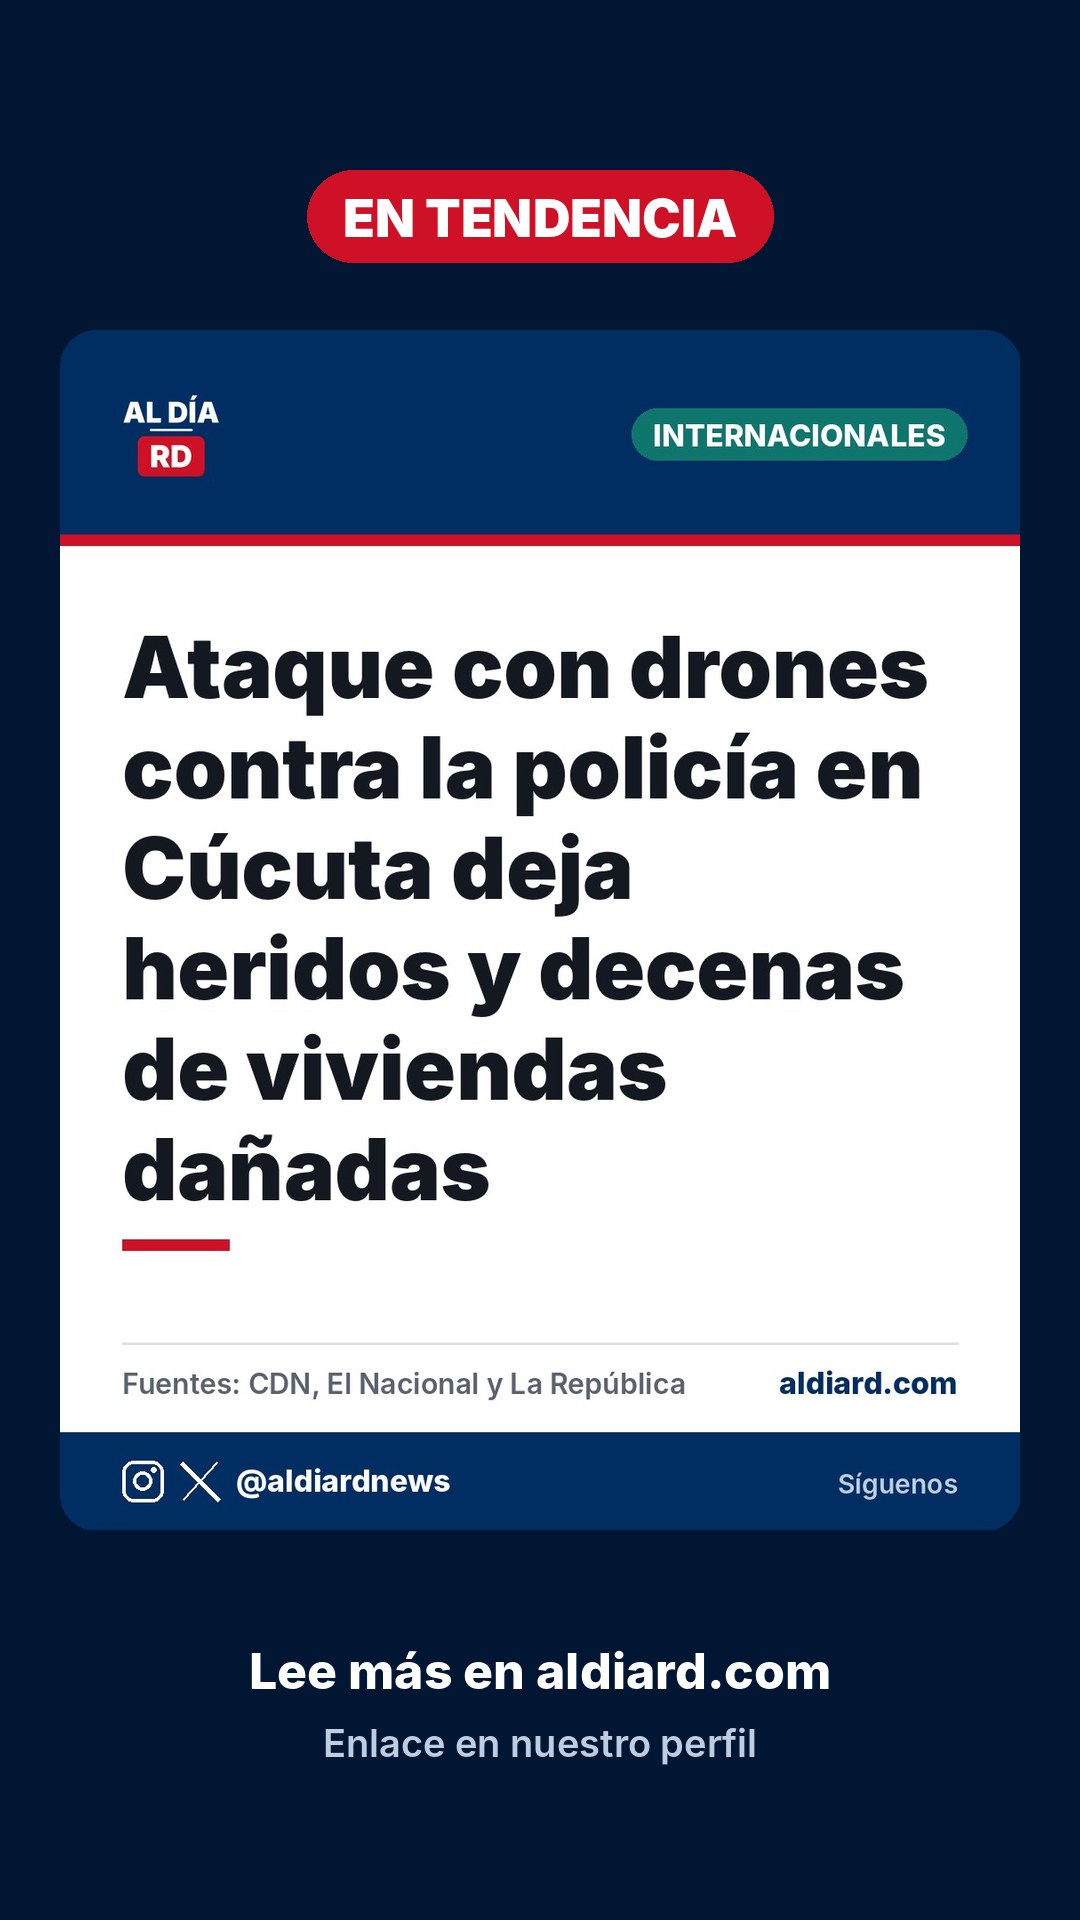 EN TENDENCIA
AL DÍA
RD
INTERNACIONALES
Ataque con drones
contra la policía en
Cúcuta deja
heridos y decenas
de viviendas
dañadas
Fuentes: CDN, El Nacional y La República
aldiard.com
@aldiardnews
Síguenos
Lee más en aldiard.com
Enlace en nuestro perfil